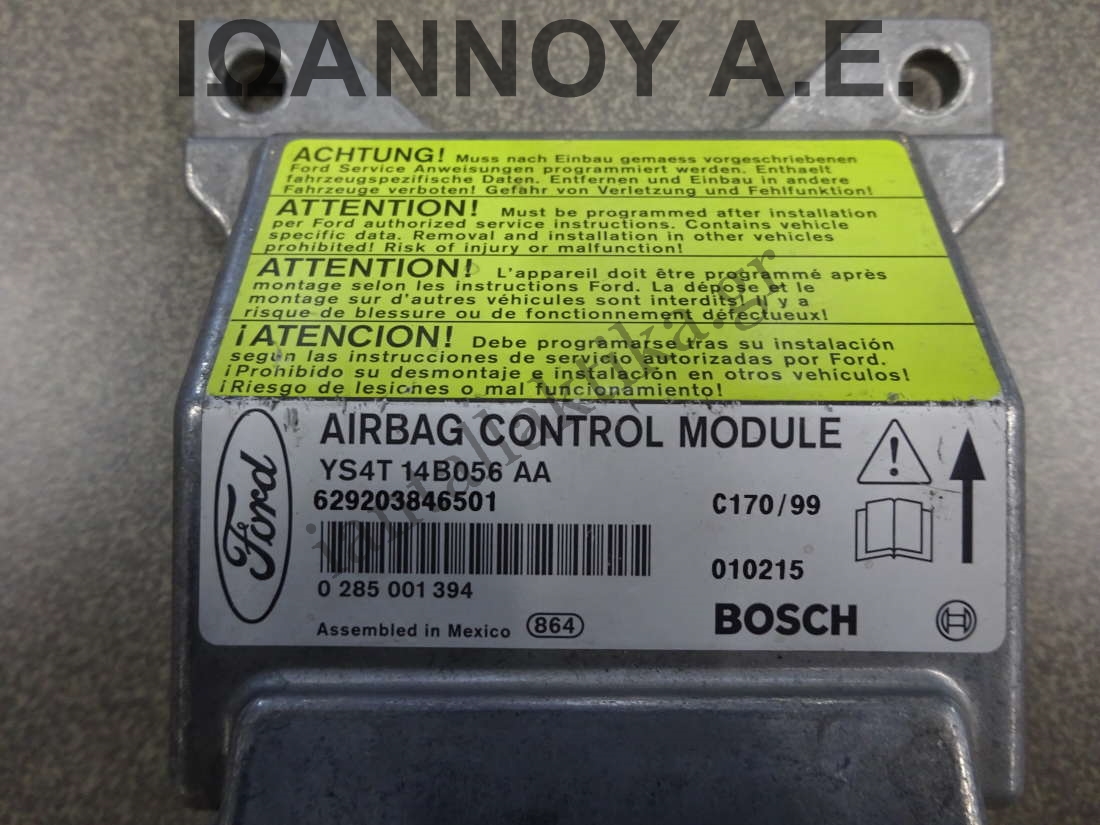 ΙΩΑΝΝΟΥ Α.Ε.
ACHTUNG! Muss nach Einbau gemaess vorgeschriebenen
Ford Service Anweisungen programmiert werden. Enthaelt
fahrzeugspezifische Daten. Entfernen und Einbau in andere
Fahrzeuge verboten! Gefahr von Verletzung und Fehlfunktion!
ATTENTION! Must be programmed after installation
per Ford authorized service instructions. Contains vehicle
specific data. Removal and installation in other vehicles
prohibited! Risk of injury or malfunction!
ATTENTION! L'appareil doit être programmé après
montage selon les instructions Ford. La dépose et le
montage sur d'autres véhicules sont interdits! Il y a
risque de blessure ou de fonctionnement défectueux!
¡ATENCION! Debe programarse tras su instalación
según las instrucciones de servicio autorizadas por Ford.
¡Prohibido su desmontaje e instalación en otros vehículos!
¡Riesgo de lesiones o mal funcionamiento!
Ford
AIRBAG CONTROL MODULE
YS4T 14B056 AA
629203846501
C170/99
010215
0 285 001 394
Assembled in Mexico 864
BOSCH